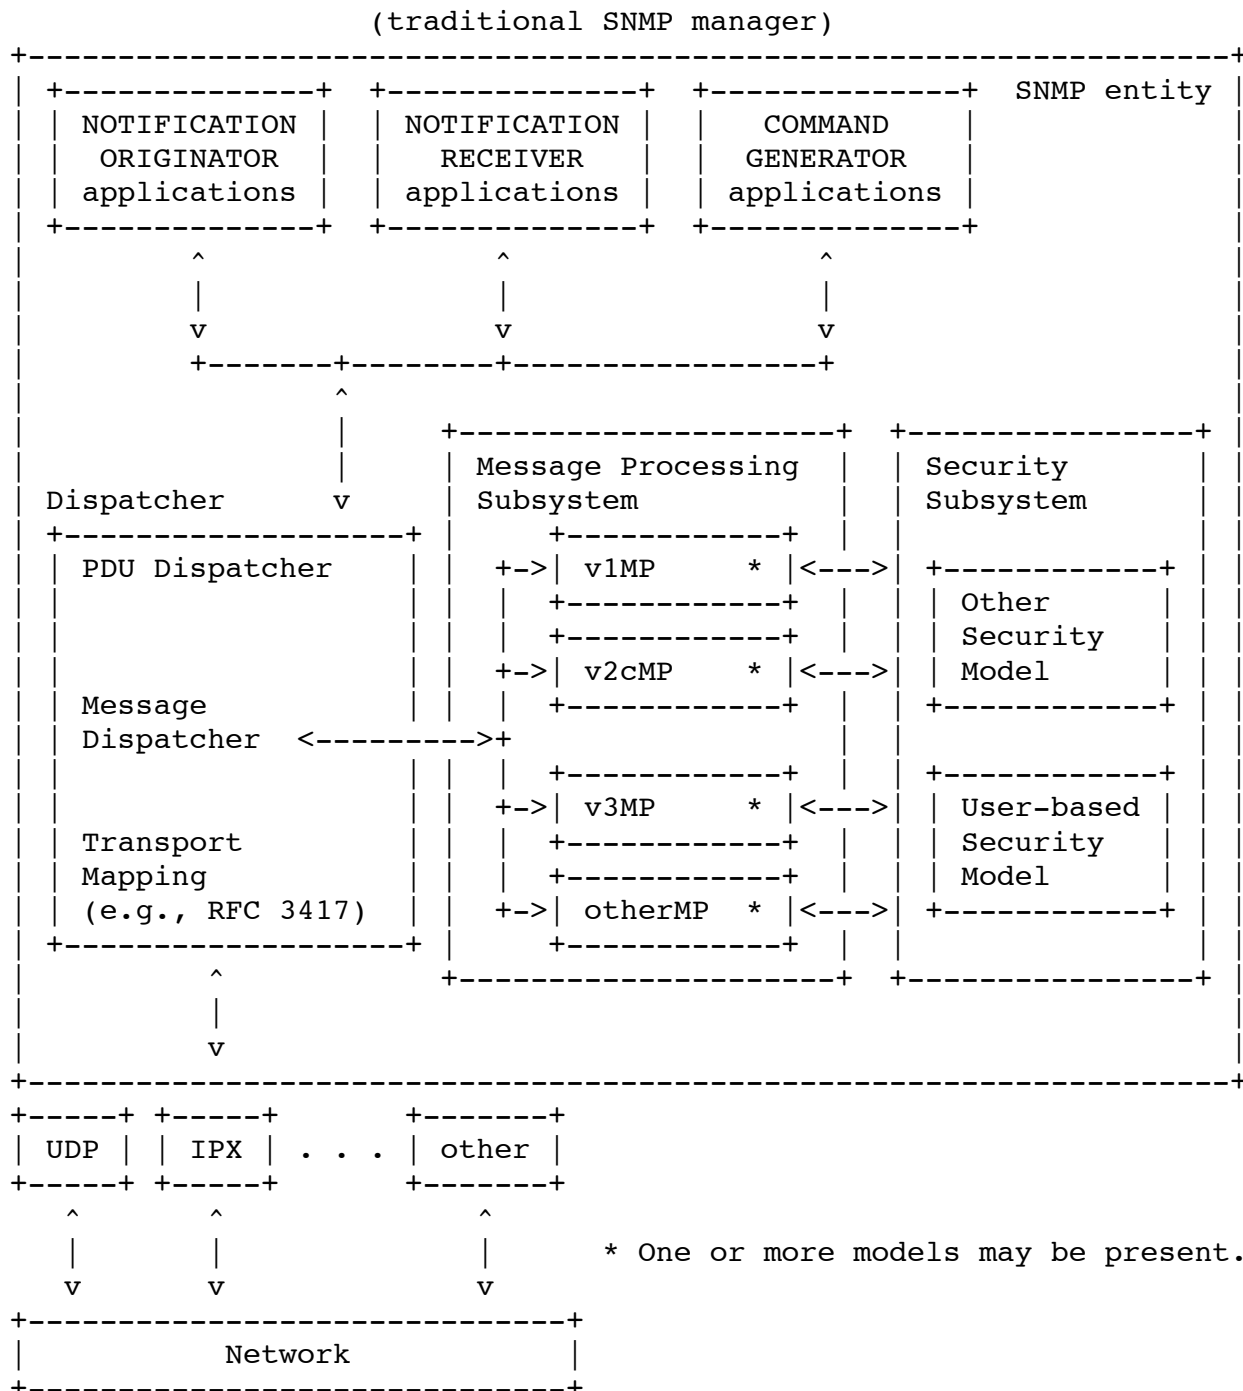 (traditional SNMP manager)
SNMP entity
NOTIFICATION
ORIGINATOR
applications
NOTIFICATION
RECEIVER
applications
COMMAND
GENERATOR
applications
Dispatcher
PDU Dispatcher
Message
Dispatcher
Transport
Mapping
(e.g., RFC 3417)
Message Processing
Subsystem
v1MP *
v2cMP *
v3MP *
otherMP *
Security
Subsystem
Other
Security
Model
User-based
Security
Model
UDP
IPX
. . .
other
* One or more models may be present.
Network